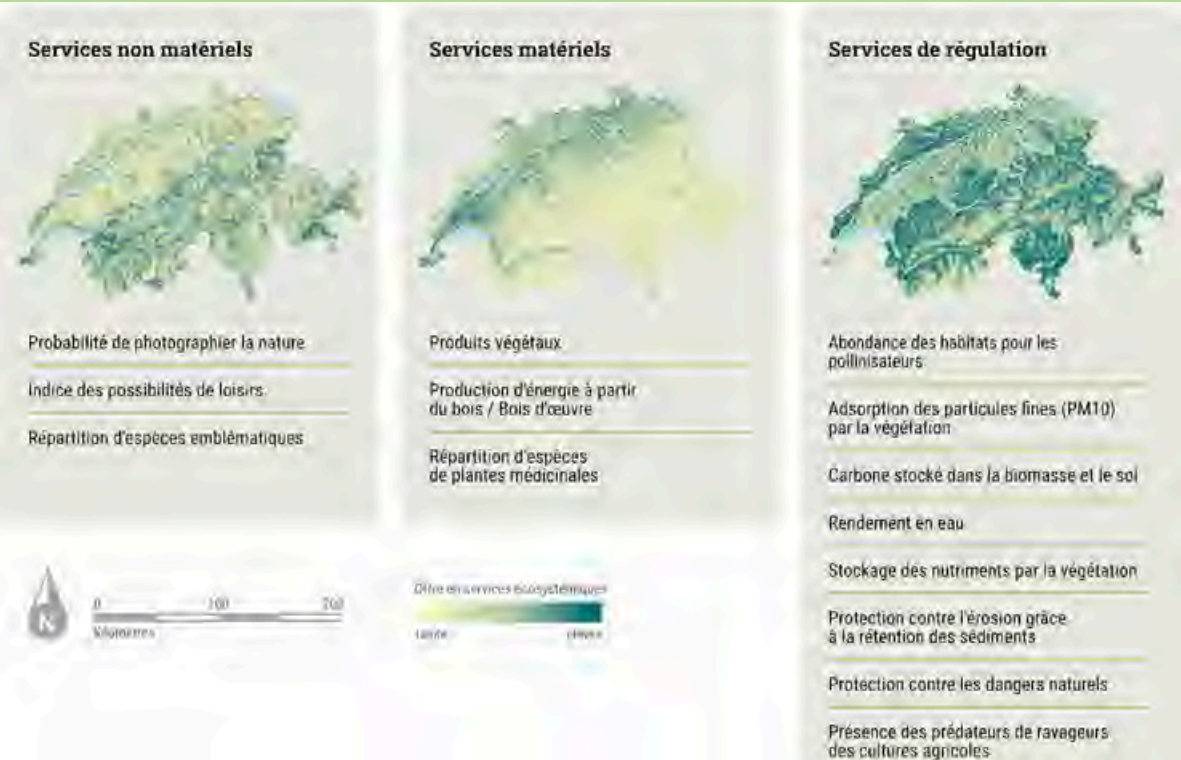 Services non matériels
Probabilité de photographier la nature
Indice des possibilités de loisirs
Répartition d'espèces emblématiques
Services matériels
Produits végétaux
Production d'énergie à partir
du bois / Bois d'œuvre
Répartition d'espèces
de plantes médicinales
Services de régulation
Abondance des habitats pour les
pollinisateurs
Adsorption des particules fines (PM10)
par la végétation
Carbone stocké dans la biomasse et le sol
Rendement en eau
Stockage des nutriments par la végétation
Protection contre l'érosion grâce
à la rétention des sédiments
Protection contre les dangers naturels
Présence des prédateurs de ravageurs
des cultures agricoles
N
0 100 200
Kilomètres
Offre en services écosystémiques
faible élevée